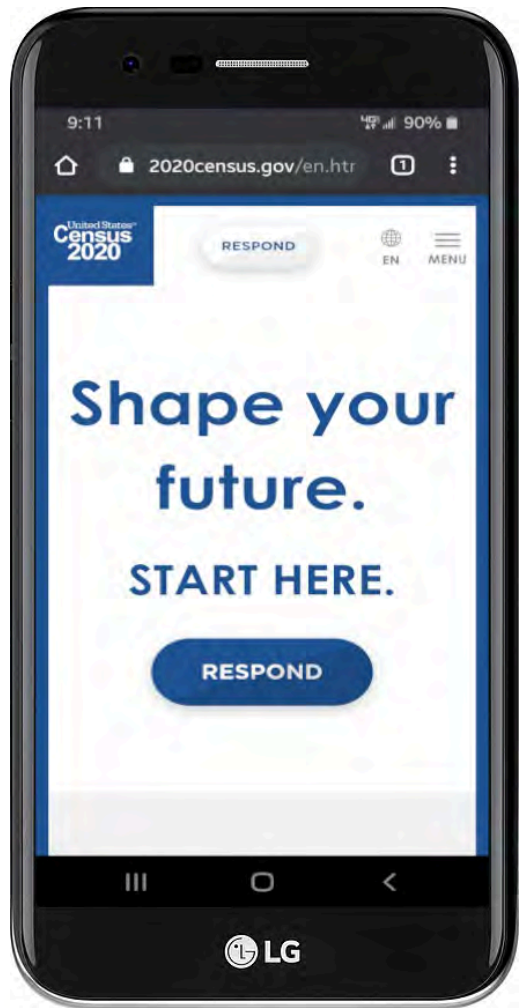 9:11 90%
2020census.gov/en.htr 1
United States™
Census
2020
RESPOND
EN MENU
Shape your
future.
START HERE.
RESPOND
LG